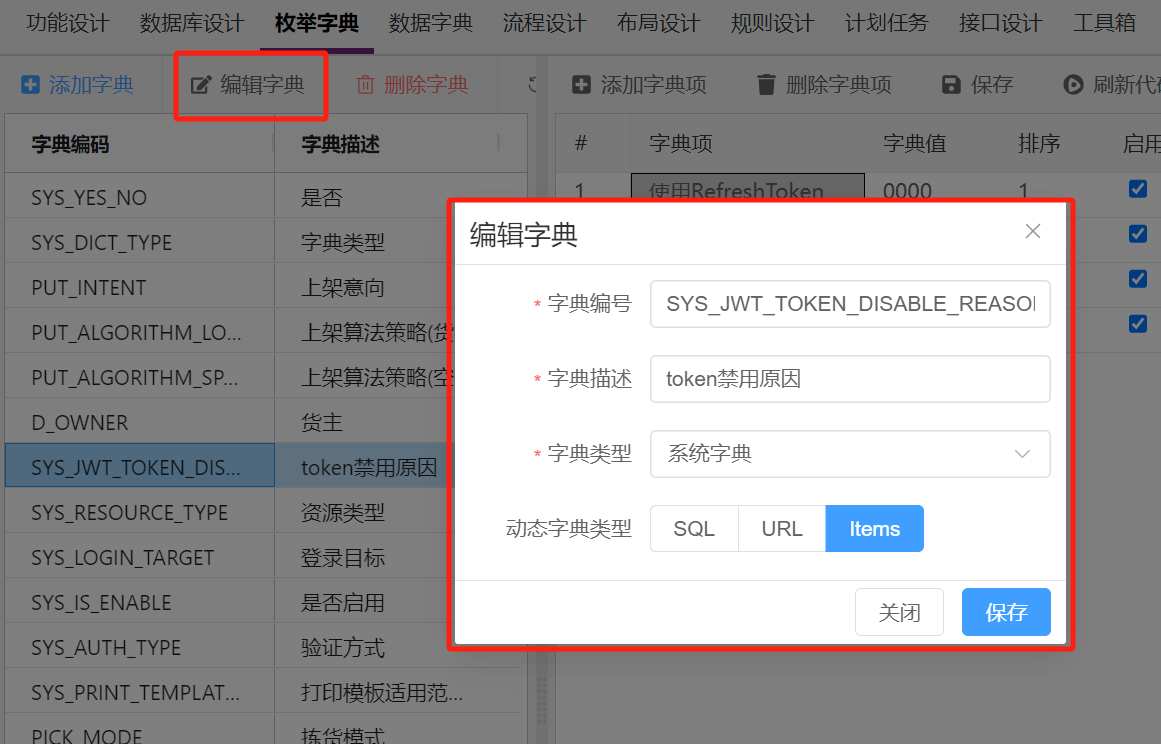 功能设计 数据库设计 枚举字典 数据字典 流程设计 布局设计 规则设计 计划任务 接口设计 工具箱
添加字典 编辑字典 删除字典 添加字典项 删除字典项 保存 刷新代
字典编码 字典描述 # 字典项 字典值 排序 启用
SYS_YES_NO 是否 1 使用RefreshToken 0000 1
SYS_DICT_TYPE 字典类型
PUT_INTENT 上架意向
PUT_ALGORITHM_LO... 上架算法策略(货
PUT_ALGORITHM_SP... 上架算法策略(空
D_OWNER 货主
SYS_JWT_TOKEN_DIS... token禁用原因
SYS_RESOURCE_TYPE 资源类型
SYS_LOGIN_TARGET 登录目标
SYS_IS_ENABLE 是否启用
SYS_AUTH_TYPE 验证方式
SYS_PRINT_TEMPLAT... 打印模板适用范...
PICK_MODE 拣货模式
编辑字典
* 字典编号 SYS_JWT_TOKEN_DISABLE_REASO
* 字典描述 token禁用原因
* 字典类型 系统字典
动态字典类型 SQL URL Items
关闭 保存